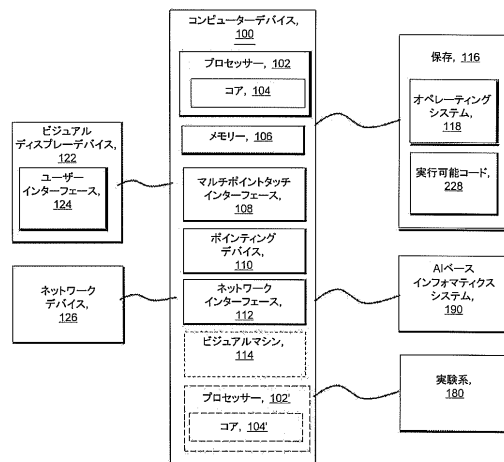 コンピューターデバイス,
100
プロセッサー, 102
コア, 104
メモリー, 106
マルチポイントタッチ
インターフェース,
108
ポインティング
デバイス,
110
ネットワーク
インターフェース,
112
ビジュアルマシン,
114
プロセッサー, 102'
コア, 104'
ビジュアル
ディスプレーデバイス,
122
ユーザー
インターフェース,
124
ネットワーク
デバイス,
126
保存, 116
オペレーティング
システム,
118
実行可能コード,
228
AIベース
インフォマティクス
システム,
190
実験系,
180